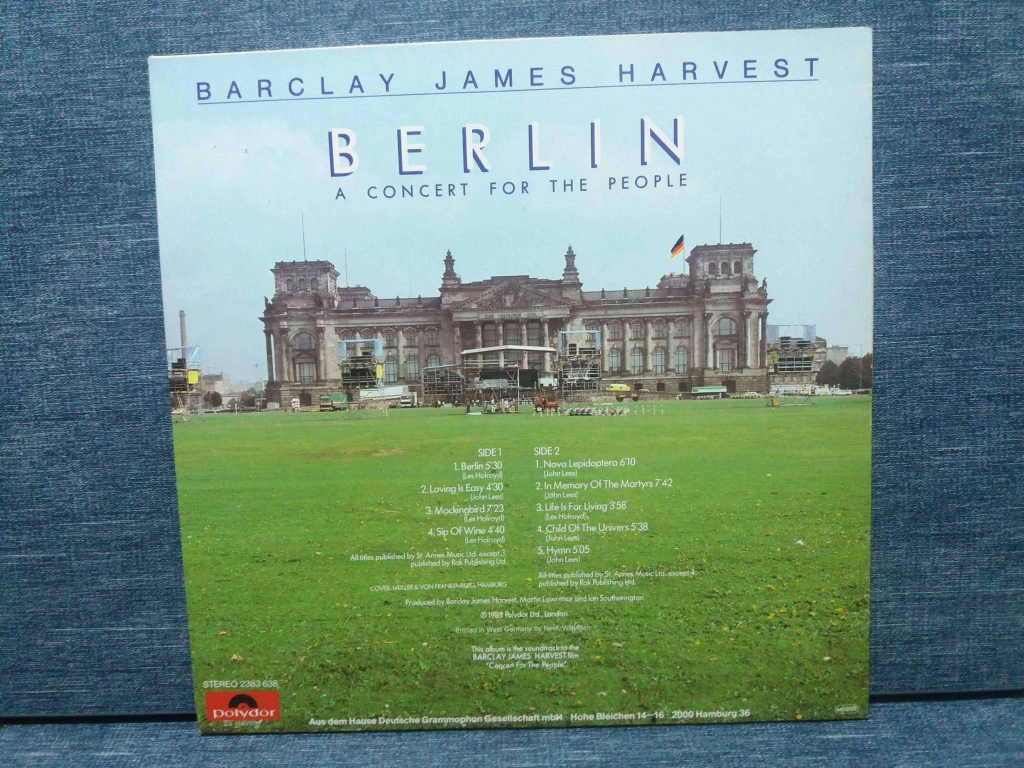 BARCLAY JAMES HARVEST
BERLIN
A CONCERT FOR THE PEOPLE
SIDE 1
1. Berlin 5'30
(Les Holroyd)
2. Loving Is Easy 4'30
(John Lees)
3. Mockingbird 7'23
(Les Holroyd)
4. Sip Of Wine 4'40
(Les Holroyd)
All titles published by St. Annes Music Ltd. except 3
published by Rak Publishing Ltd.
SIDE 2
1. Nova Lepidoptera 6'10
(John Lees)
2. In Memory Of The Martyrs 7'42
(John Lees)
3. Life Is For Living 3'58
(Les Holroyd)
4. Child Of The Univers 5'38
(John Lees)
5. Hymn 5'05
(John Lees)
All titles published by St. Annes Music Ltd. except 4
published by Rak Publishing Ltd.
COVER: MÜLLER & VON FRANKENBERG, HAMBURG
Produced by Barclay James Harvest, Martin Lawrence and Ian Southerington
© 1982 Polydor Ltd., London
Printed in West Germany by
This album is the soundtrack to the
BARCLAY JAMES HARVEST film
"Concert For The People".
STEREO 2383 638
Polydor
Aus dem Hause Deutsche Grammophon Gesellschaft mbH Hohe Bleichen 14-16 2000 Hamburg 36